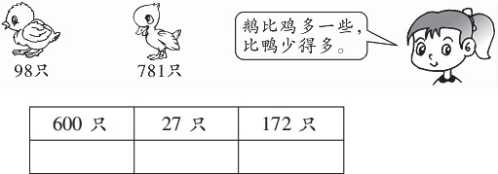 鹅比鸡多一些，
比鸭少得多。
98只
781只
600 只 27 只 172 只